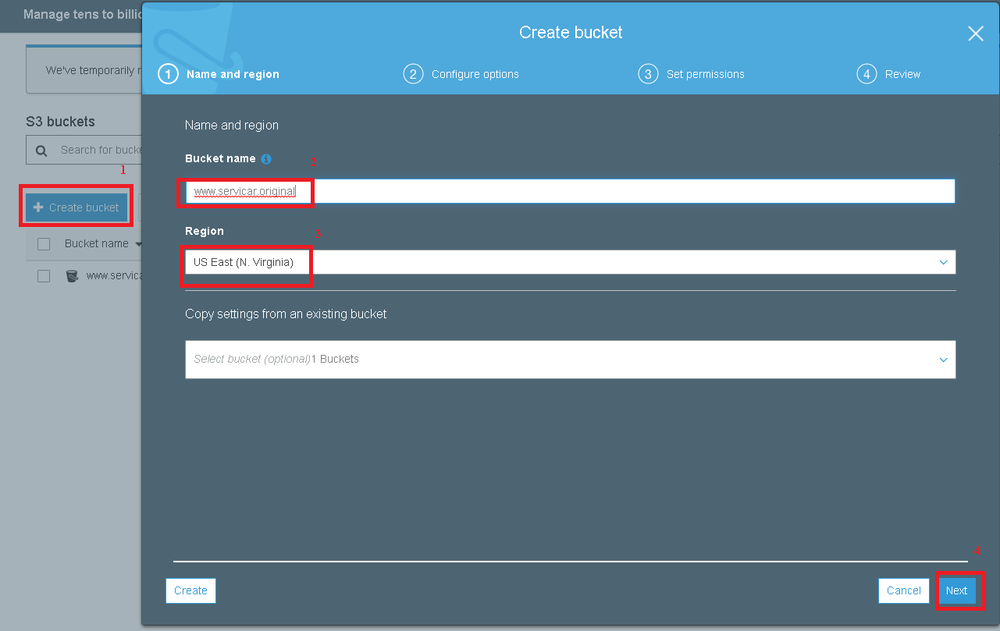 Manage tens to billio
Create bucket
1 Name and region
2 Configure options
3 Set permissions
4 Review
We've temporarily r
S3 buckets
Search for bucke
1
Create bucket
Bucket name
www.servica
Name and region
Bucket name
2
www.servicar.original
Region
3
US East (N. Virginia)
Copy settings from an existing bucket
Select bucket (optional)1 Buckets
4
Create
Cancel
Next